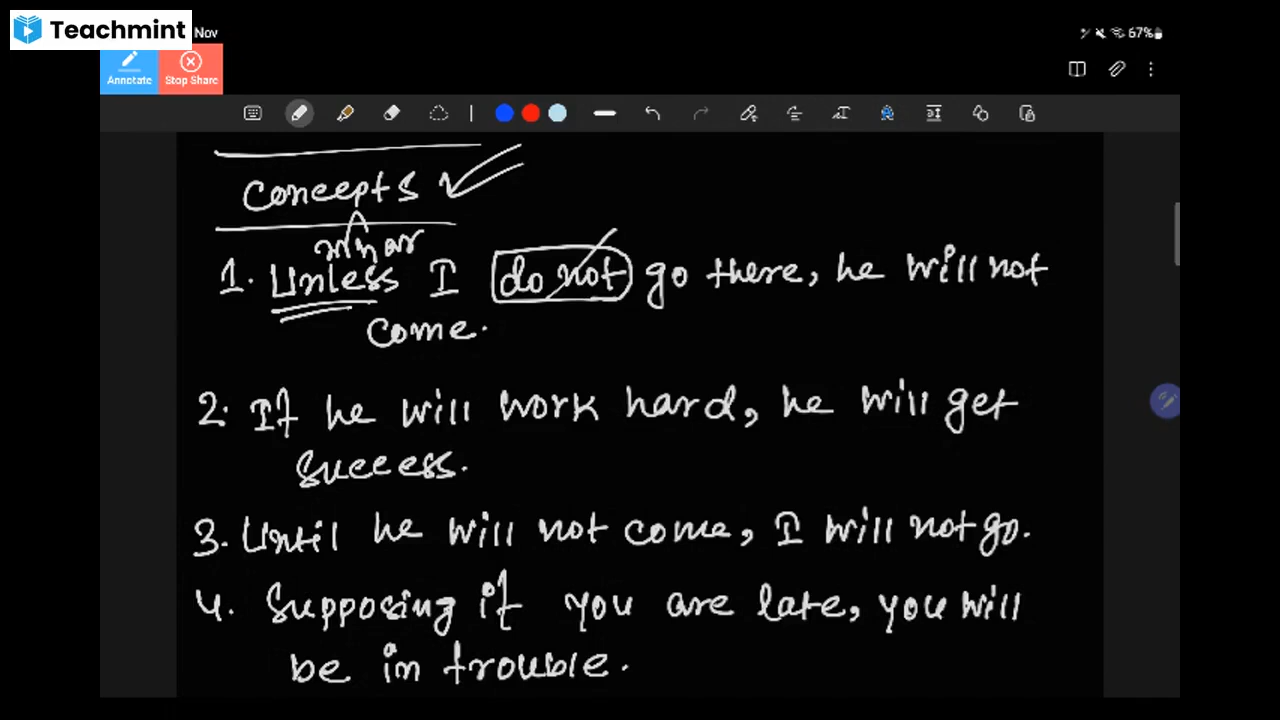 Teachmint
Nov
67%
Annotate
Stop Share
Concepts
1. Unless I do not go there, he will not
come.
2. If he will work hard, he will get
success.
3. Until he will not come, I will not go.
4. Supposing if you are late, you will
be in trouble.